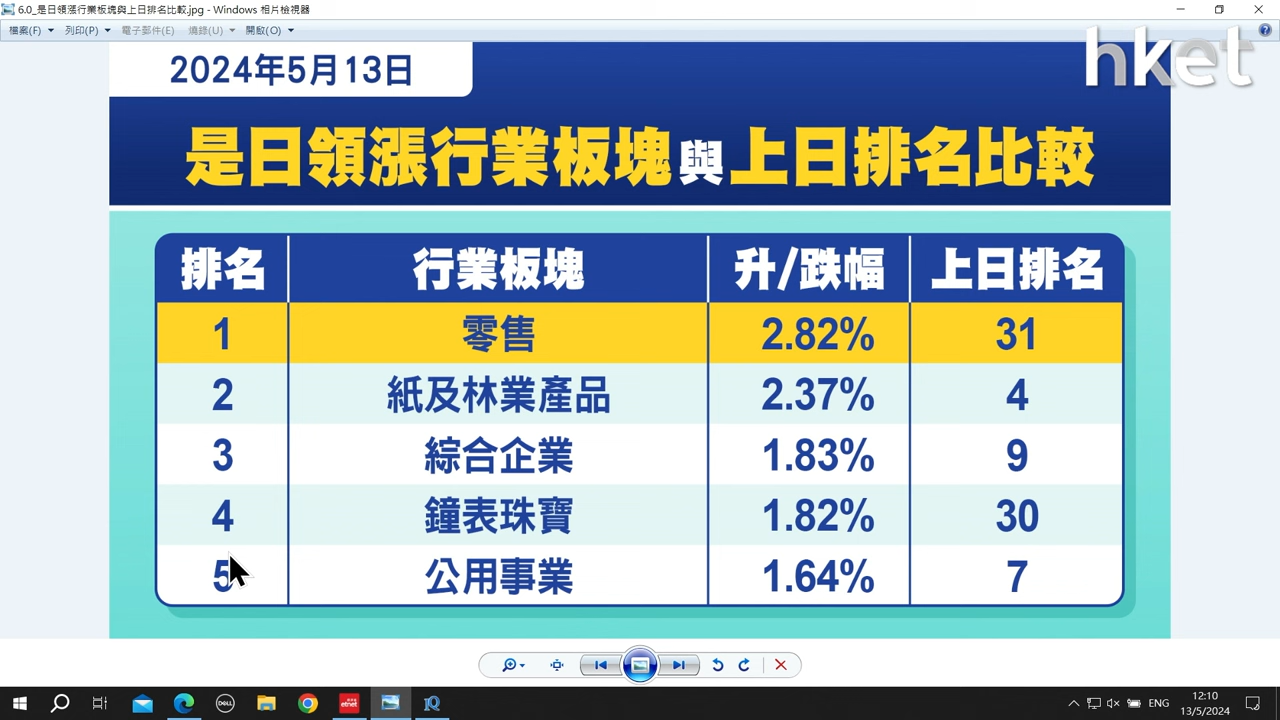 6.0_是日領漲行業板塊與上日排名比較.jpg - Windows 相片檢視器
檔案(F) 列印(P) 電子郵件(E) 燒錄(U) 開啟(O)
hket
2024年5月13日
是日領漲行業板塊與上日排名比較
排名 行業板塊 升/跌幅 上日排名
1 零售 2.82% 31
2 紙及林業產品 2.37% 4
3 綜合企業 1.83% 9
4 鐘表珠寶 1.82% 30
5 公用事業 1.64% 7
DELL etnet IQ ENG 12:10
13/5/2024